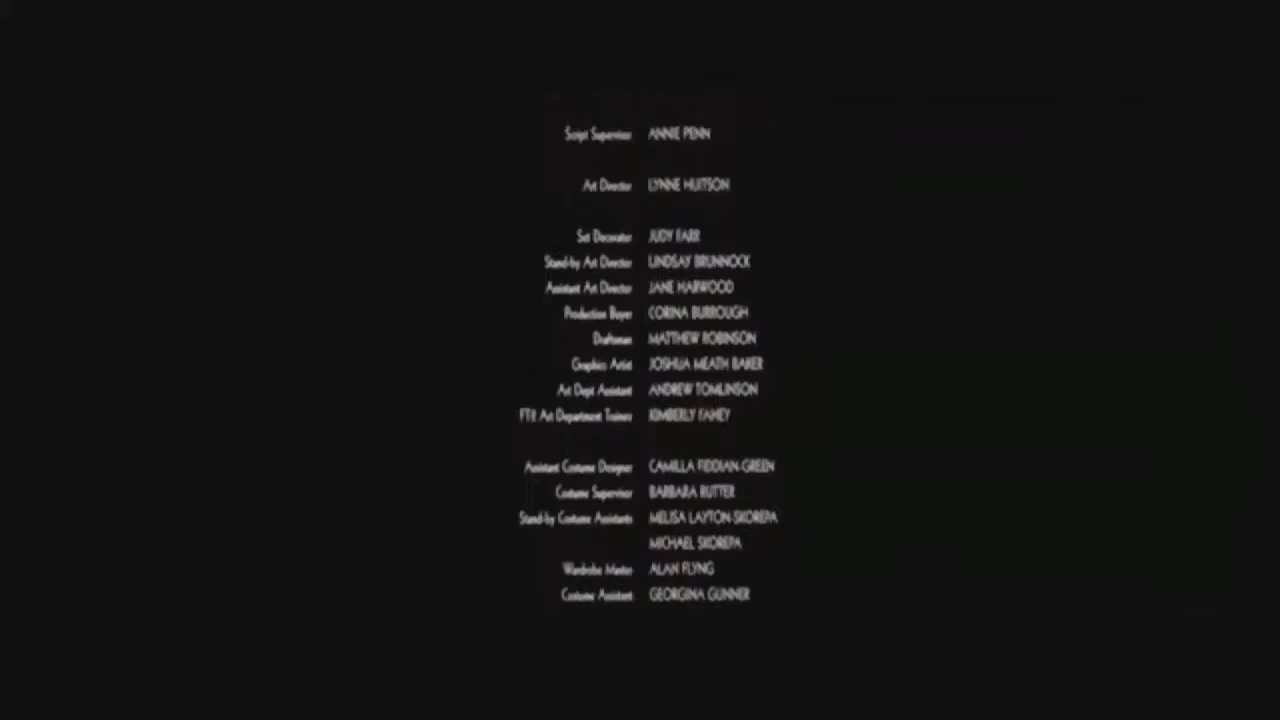 Script Supervisor ANNIE PENN
Art Director LYNNE HUITSON
Set Decorator JUDY FARR
Stand-by Art Director LINDSAY BRUNNOCK
Assistant Art Director JANE HARWOOD
Production Buyer CORINA BURROUGH
Draftsman MATTHEW ROBINSON
Graphics Artist JOSHUA MEATH BAKER
Art Dept Assistant ANDREW TOMLINSON
FT2 Art Department Trainee KIMBERLY FAHEY
Assistant Costume Designer CAMILLA FIDDIAN-GREEN
Costume Supervisor BARBARA RUTTER
Stand-by Costume Assistants MELISA LAYTON-SKOREPA
MICHAEL SKOREPA
Wardrobe Master ALAN FLYNG
Costume Assistant GEORGINA GUNNER